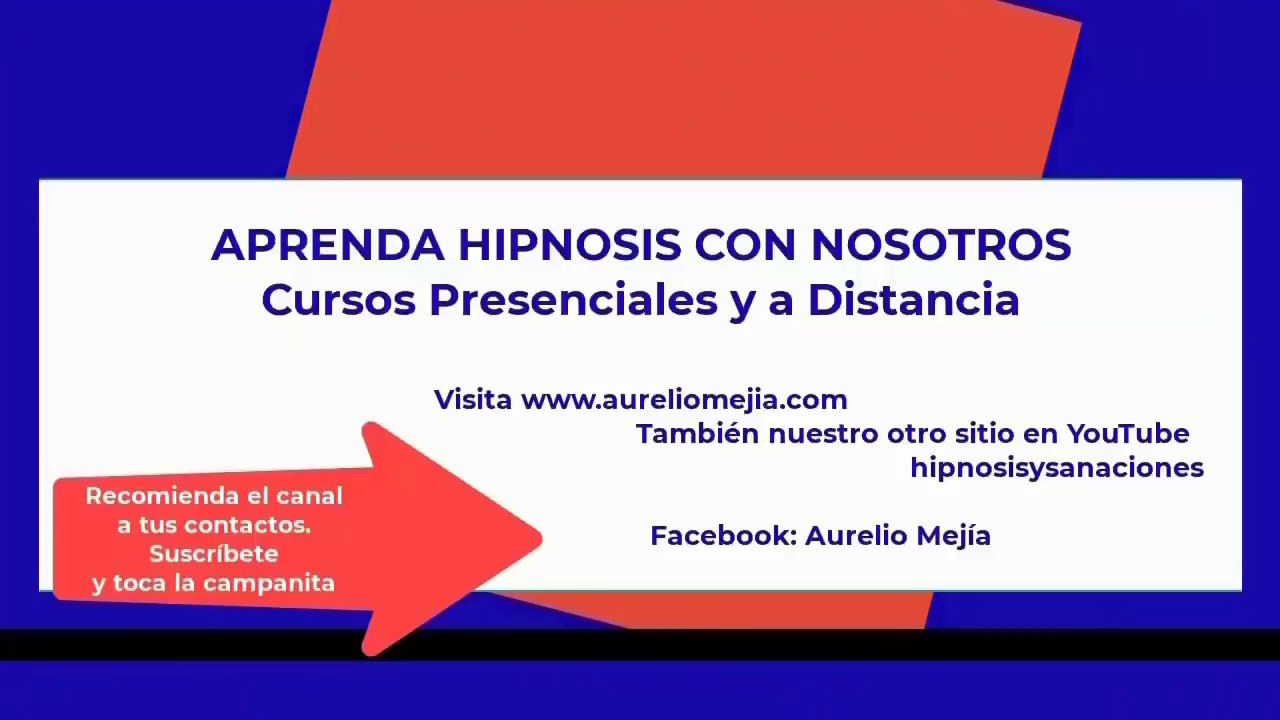 APRENDA HIPNOSIS CON NOSOTROS
Cursos Presenciales y a Distancia
Visita www.aureliomejia.com
También nuestro otro sitio en YouTube
hipnosisysanaciones
Facebook: Aurelio Mejía
Recomienda el canal
a tus contactos.
Suscríbete
y toca la campanita